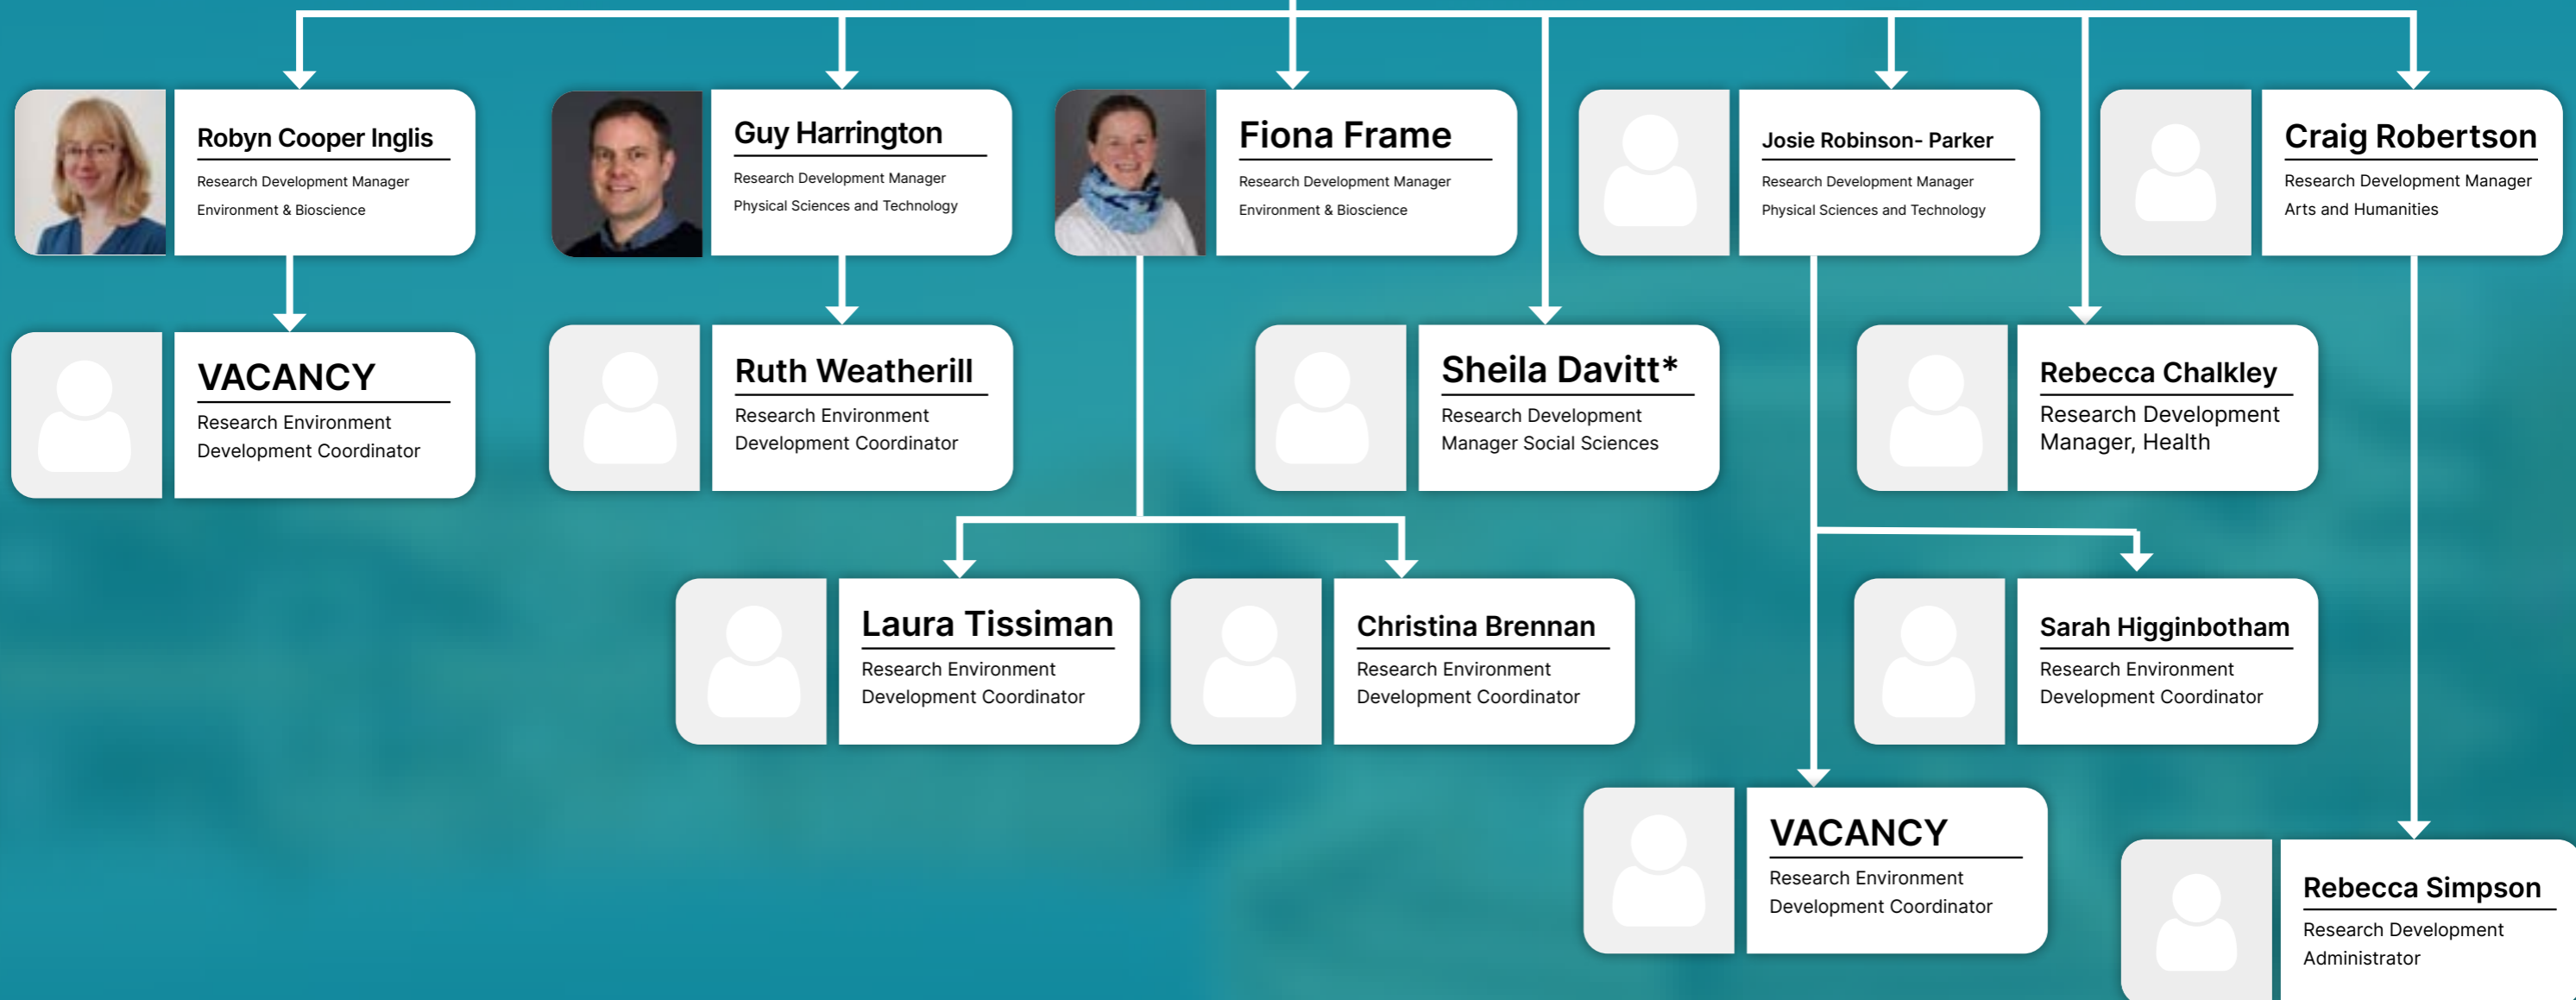 Robyn Cooper Inglis
Research Development Manager
Environment & Bioscience
Guy Harrington
Research Development Manager
Physical Sciences and Technology
Fiona Frame
Research Development Manager
Environment & Bioscience
Josie Robinson- Parker
Research Development Manager
Physical Sciences and Technology
Craig Robertson
Research Development Manager
Arts and Humanities
VACANCY
Research Environment
Development Coordinator
Ruth Weatherill
Research Environment
Development Coordinator
Sheila Davitt*
Research Development
Manager Social Sciences
Rebecca Chalkley
Research Development
Manager, Health
Laura Tissiman
Research Environment
Development Coordinator
Christina Brennan
Research Environment
Development Coordinator
Sarah Higginbotham
Research Environment
Development Coordinator
VACANCY
Research Environment
Development Coordinator
Rebecca Simpson
Research Development
Administrator